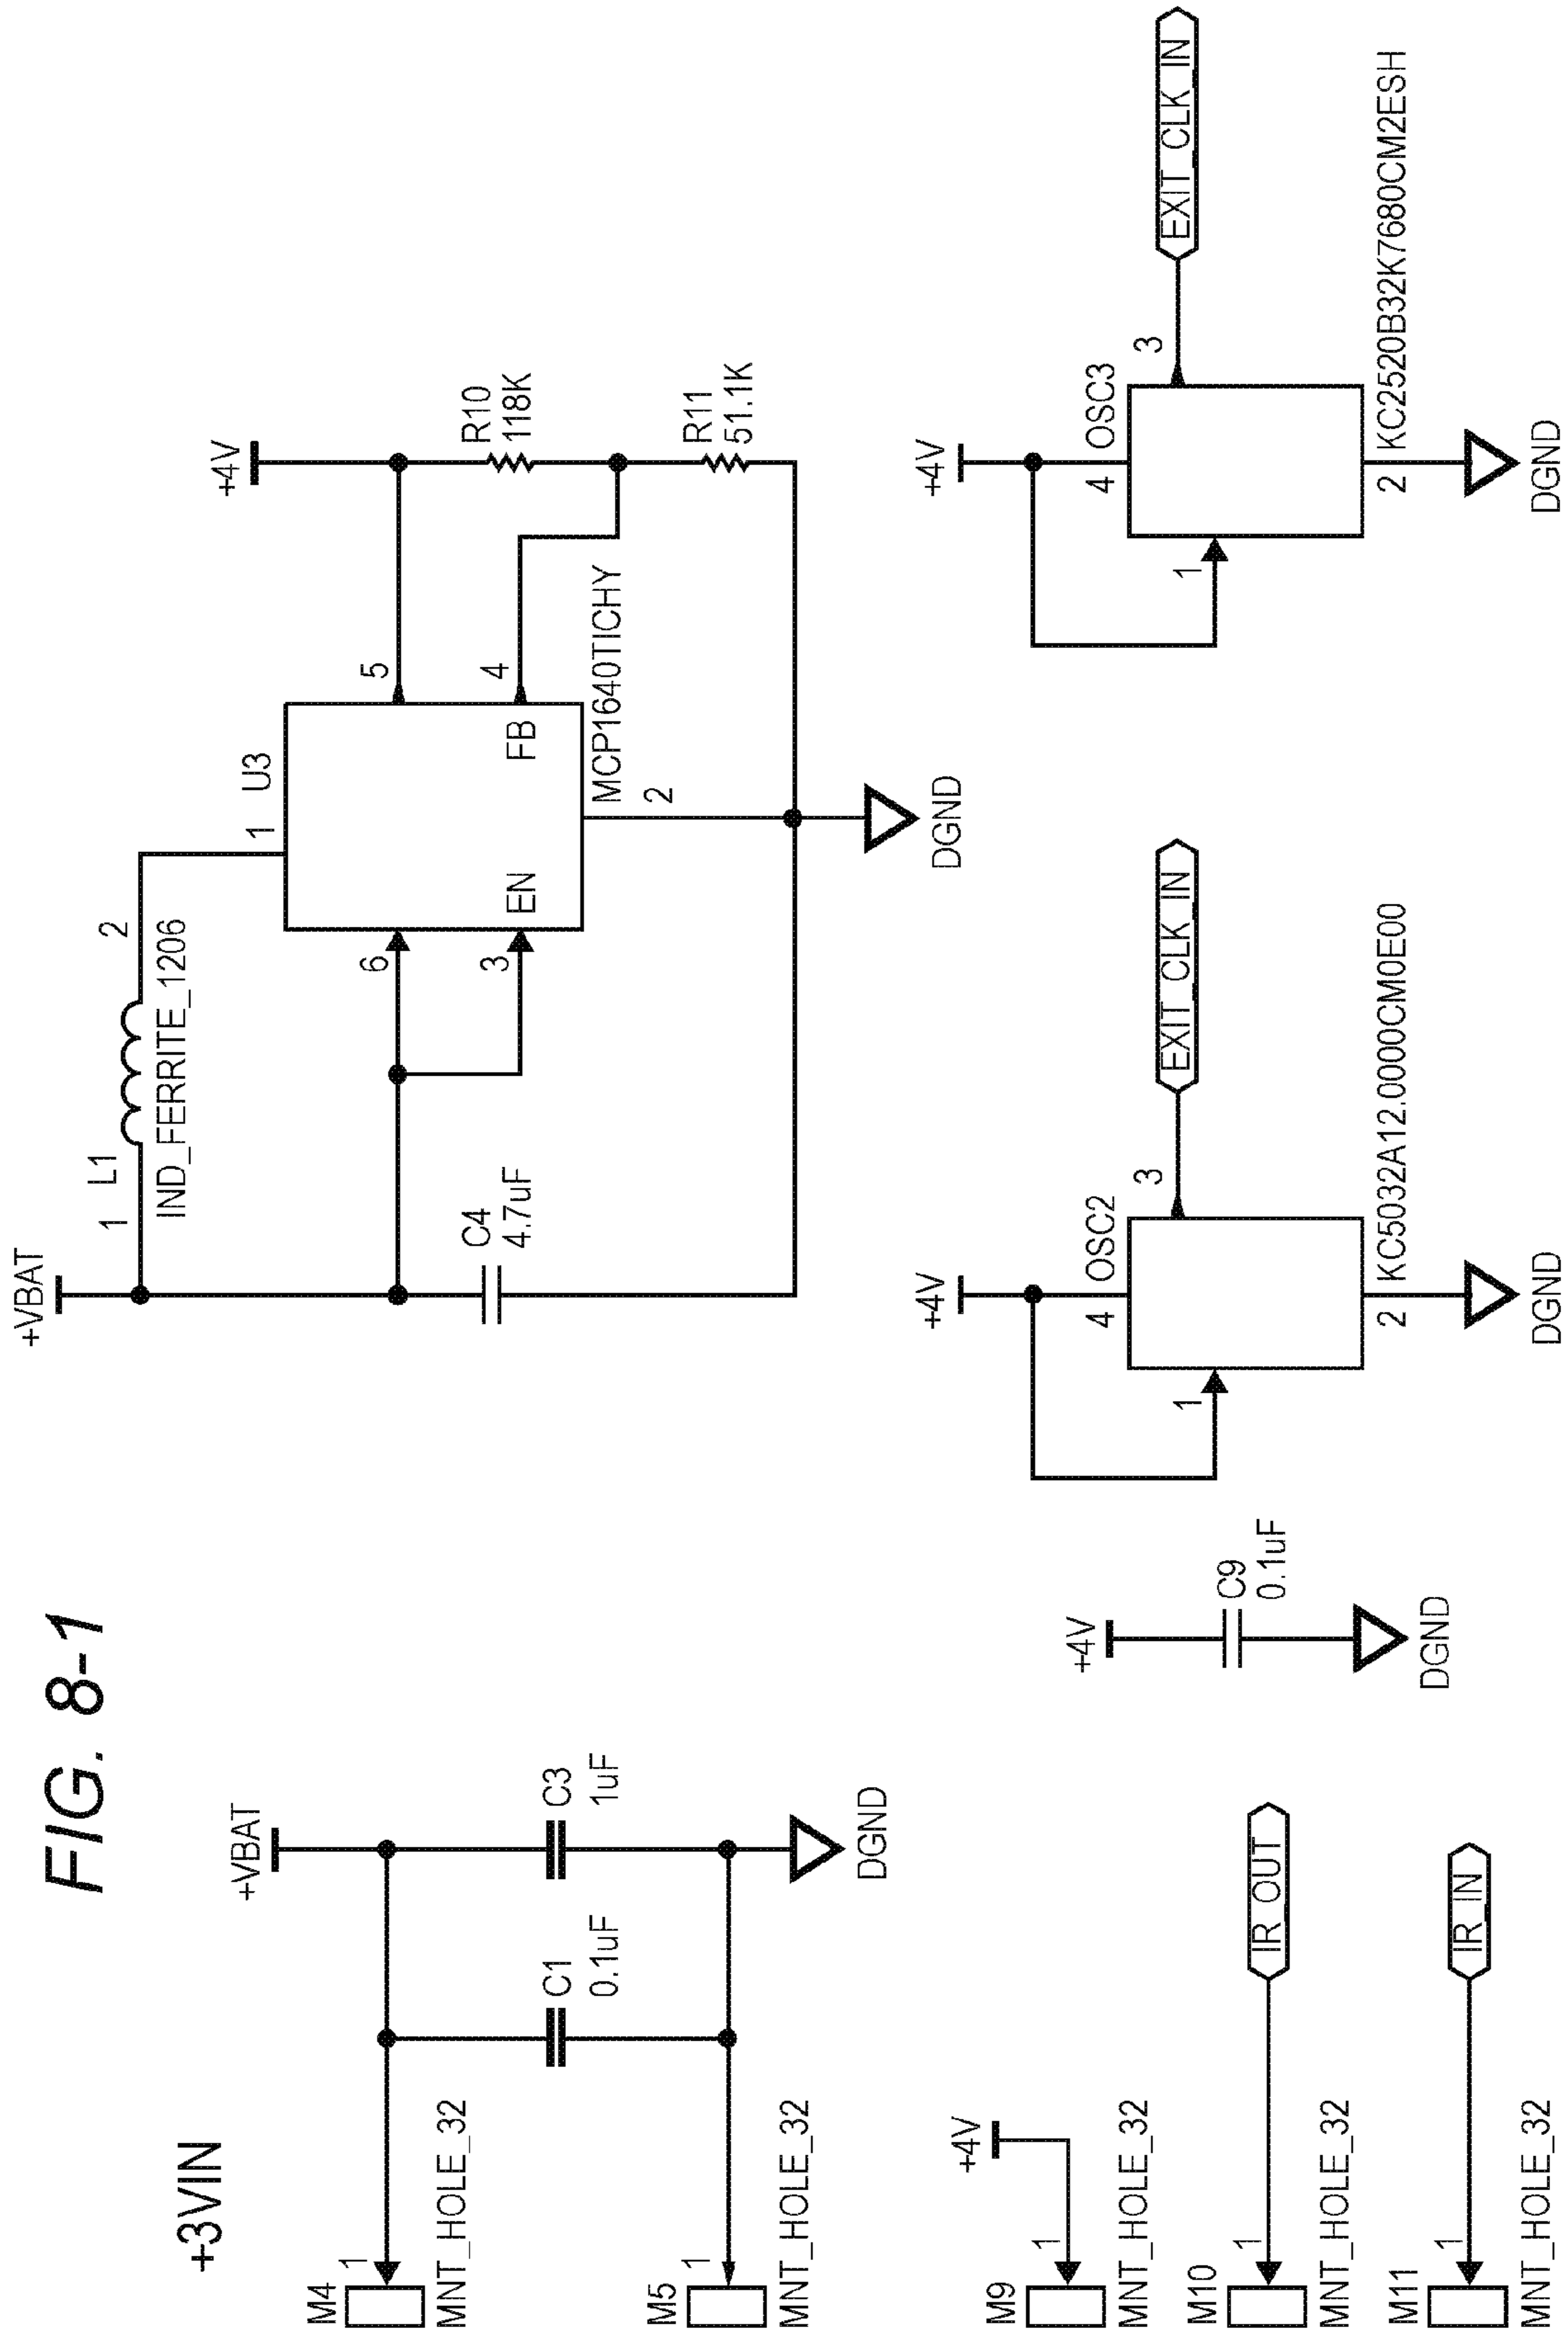 FIG. 8-1
+3VIN
M4
1
MNT_HOLE_32
M5
1
MNT_HOLE_32
C1
0.1uF
+VBAT
C3
1uF
DGND
+VBAT
1
L1
2
IND_FERRITE_1206
C4
4.7uF
6
3
EN
1
U3
FB
5
4
MCP1640TICHY
2
DGND
+4V
R10
118K
R11
51.1K
M9
1
MNT_HOLE_32
+4V
M10
1
MNT_HOLE_32
IR_OUT
M11
1
MNT_HOLE_32
IR_IN
+4V
C9
0.1uF
DGND
+4V
4
OSC2
1
3
EXIT_CLK_IN
2
KC5032A12.0000CM0E00
DGND
+4V
4
OSC3
1
3
EXIT_CLK_IN
2
KC2520B32K7680CM2ESH
DGND